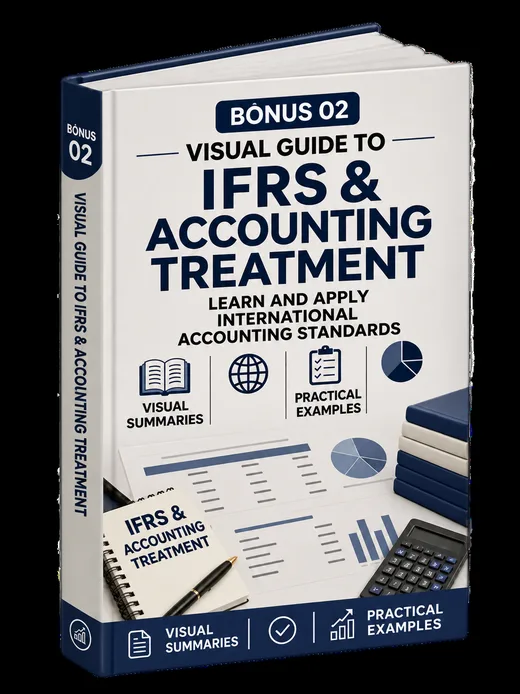 BÔNUS 02
VISUAL GUIDE TO
IFRS &
ACCOUNTING
TREATMENT
LEARN AND APPLY
INTERNATIONAL
ACCOUNTING STANDARDS
VISUAL
SUMMARIES
PRACTICAL
EXAMPLES
IFRS &
ACCOUNTING
TREATMENT
VISUAL
SUMMARIES
PRACTICAL
EXAMPLES
BÔNUS
02
VISUAL GUIDE TO IFRS & ACCOINTING TREATMENT